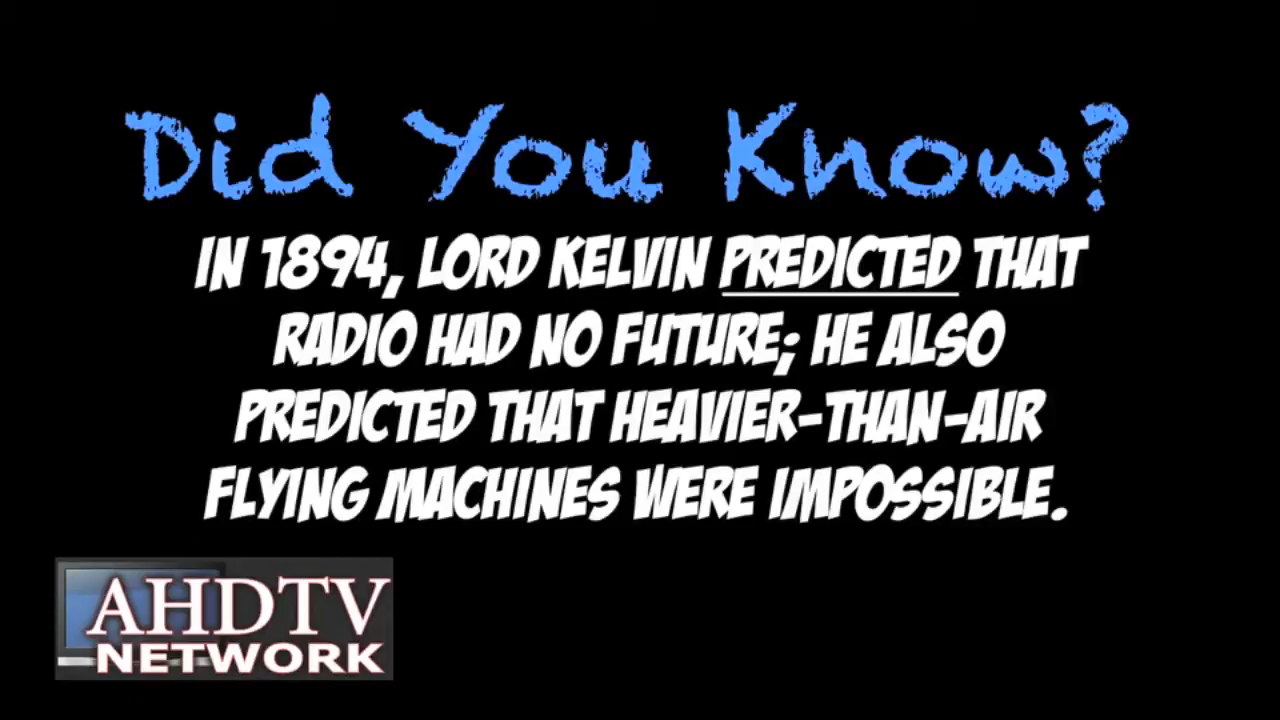 Did You Know?
IN 1894, LORD KELVIN PREDICTED THAT
RADIO HAD NO FUTURE; HE ALSO
PREDICTED THAT HEAVIER-THAN-AIR
FLYING MACHINES WERE IMPOSSIBLE.
AHDTV
NETWORK